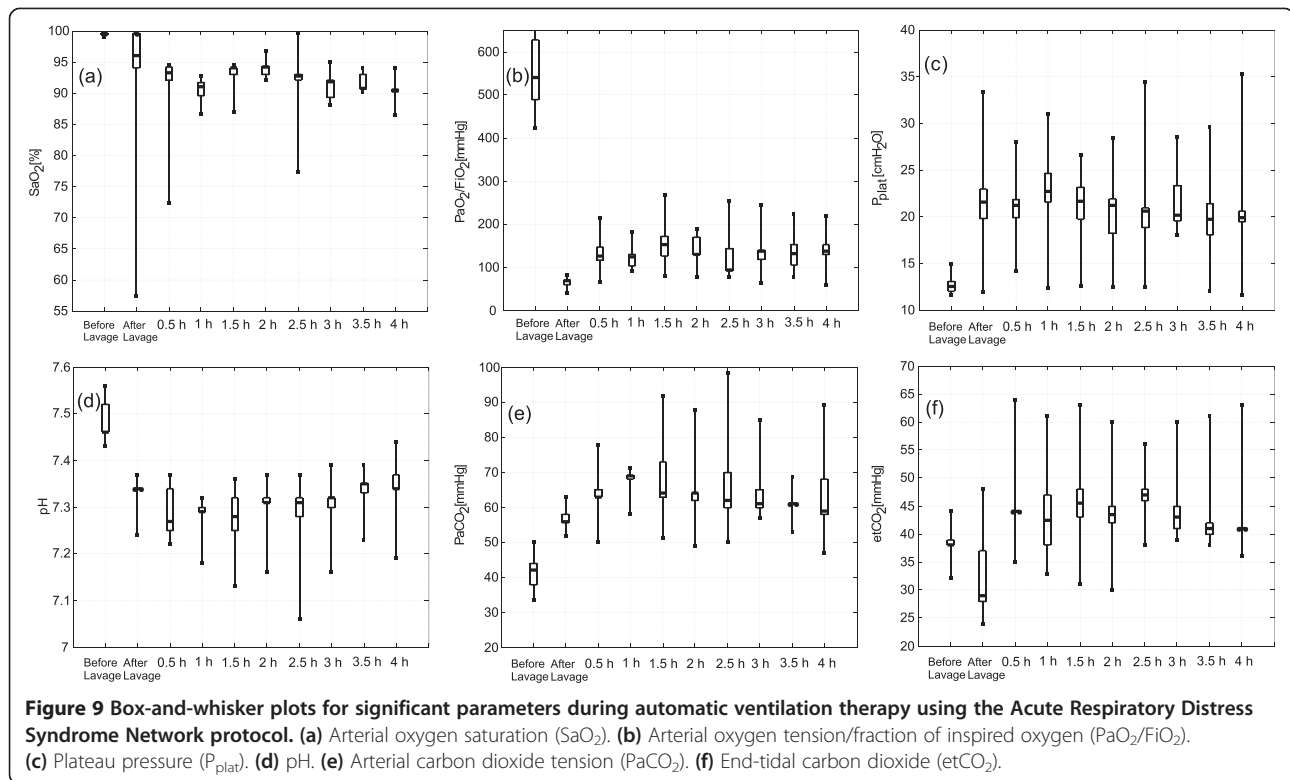 (a)
SaO2[%]
100
95
90
85
80
75
70
65
60
55
Before Lavage After Lavage 0.5 h 1 h 1.5 h 2 h 2.5 h 3 h 3.5 h 4 h
(b)
PaO2/FiO2[mmHg]
600
500
400
300
200
100
0
Before Lavage After Lavage 0.5 h 1 h 1.5 h 2 h 2.5 h 3 h 3.5 h 4 h
(c)
Pplat[cmH2O]
40
35
30
25
20
15
10
Before Lavage After Lavage 0.5 h 1 h 1.5 h 2 h 2.5 h 3 h 3.5 h 4 h
(d)
pH
7.6
7.5
7.4
7.3
7.2
7.1
7
Before Lavage After Lavage 0.5 h 1 h 1.5 h 2 h 2.5 h 3 h 3.5 h 4 h
(e)
PaCO2[mmHg]
100
90
80
70
60
50
40
30
20
Before Lavage After Lavage 0.5 h 1 h 1.5 h 2 h 2.5 h 3 h 3.5 h 4 h
(f)
etCO2[mmHg]
70
65
60
55
50
45
40
35
30
25
20
Before Lavage After Lavage 0.5 h 1 h 1.5 h 2 h 2.5 h 3 h 3.5 h 4 h
Figure 9 Box-and-whisker plots for significant parameters during automatic ventilation therapy using the Acute Respiratory Distress
Syndrome Network protocol. (a) Arterial oxygen saturation (SaO2). (b) Arterial oxygen tension/fraction of inspired oxygen (PaO2/FiO2).
(c) Plateau pressure (Pplat). (d) pH. (e) Arterial carbon dioxide tension (PaCO2). (f) End-tidal carbon dioxide (etCO2).